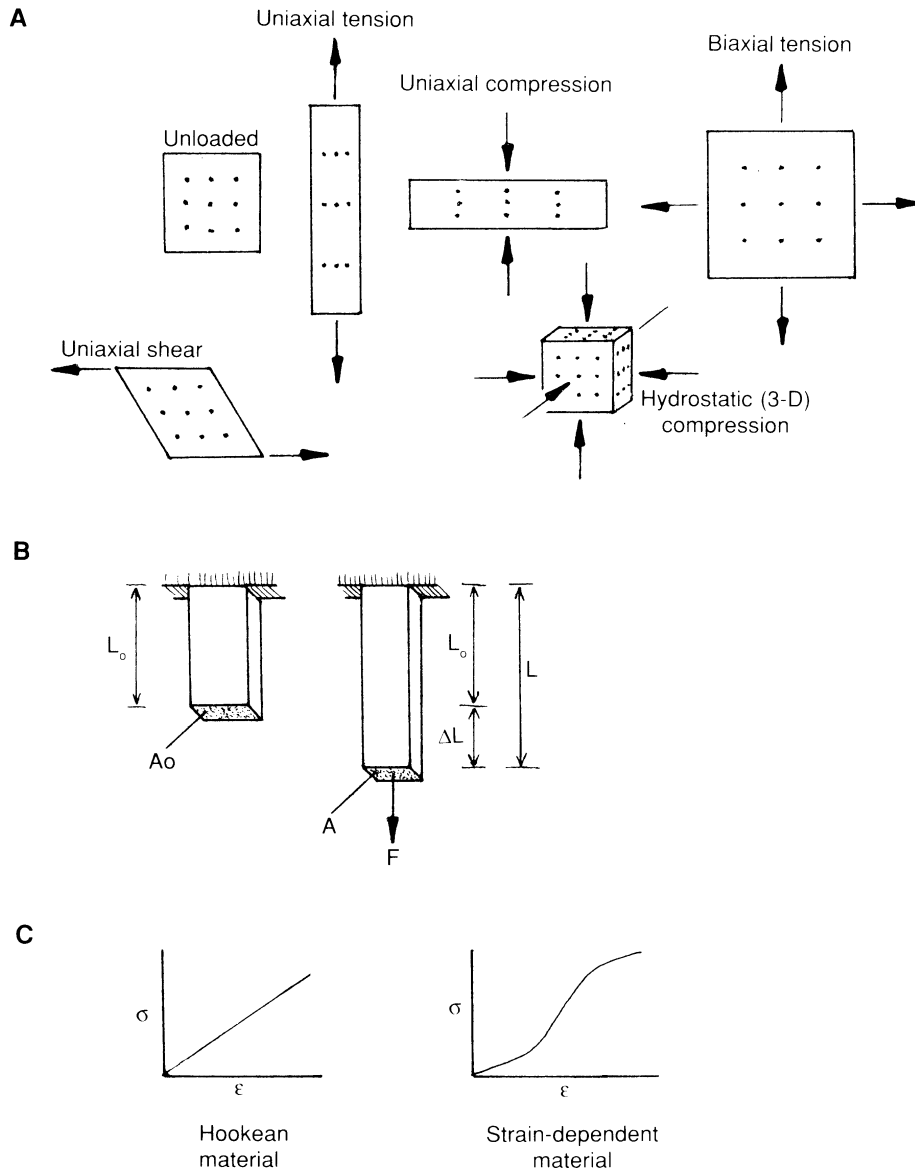 A
Uniaxial tension
Biaxial tension
Uniaxial compression
Unloaded
Uniaxial shear
Hydrostatic (3-D)
compression
B
Lo
Lo
L
ΔL
Ao
A
F
C
σ
ε
σ
ε
Hookean
material
Strain-dependent
material